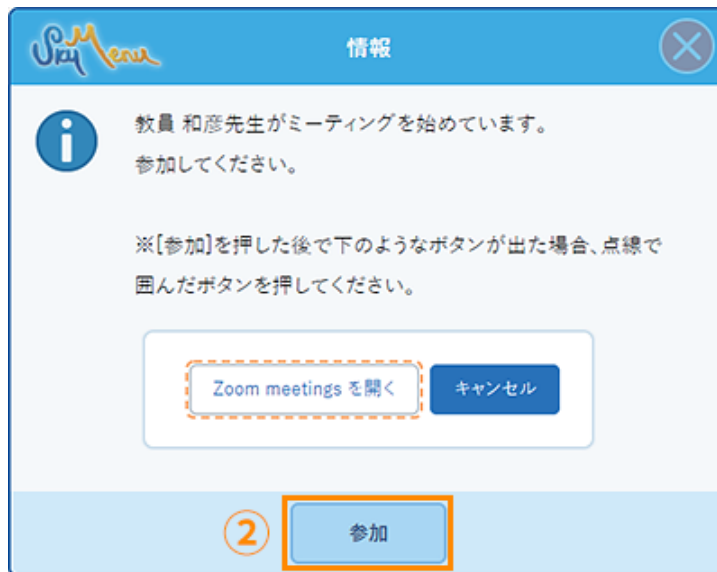 SkyMenu
情報
教員 和彦先生がミーティングを始めています。
参加してください。
※[参加]を押した後で下のようなボタンが出た場合、点線で
囲んだボタンを押してください。
Zoom meetings を開く キャンセル
② 参加